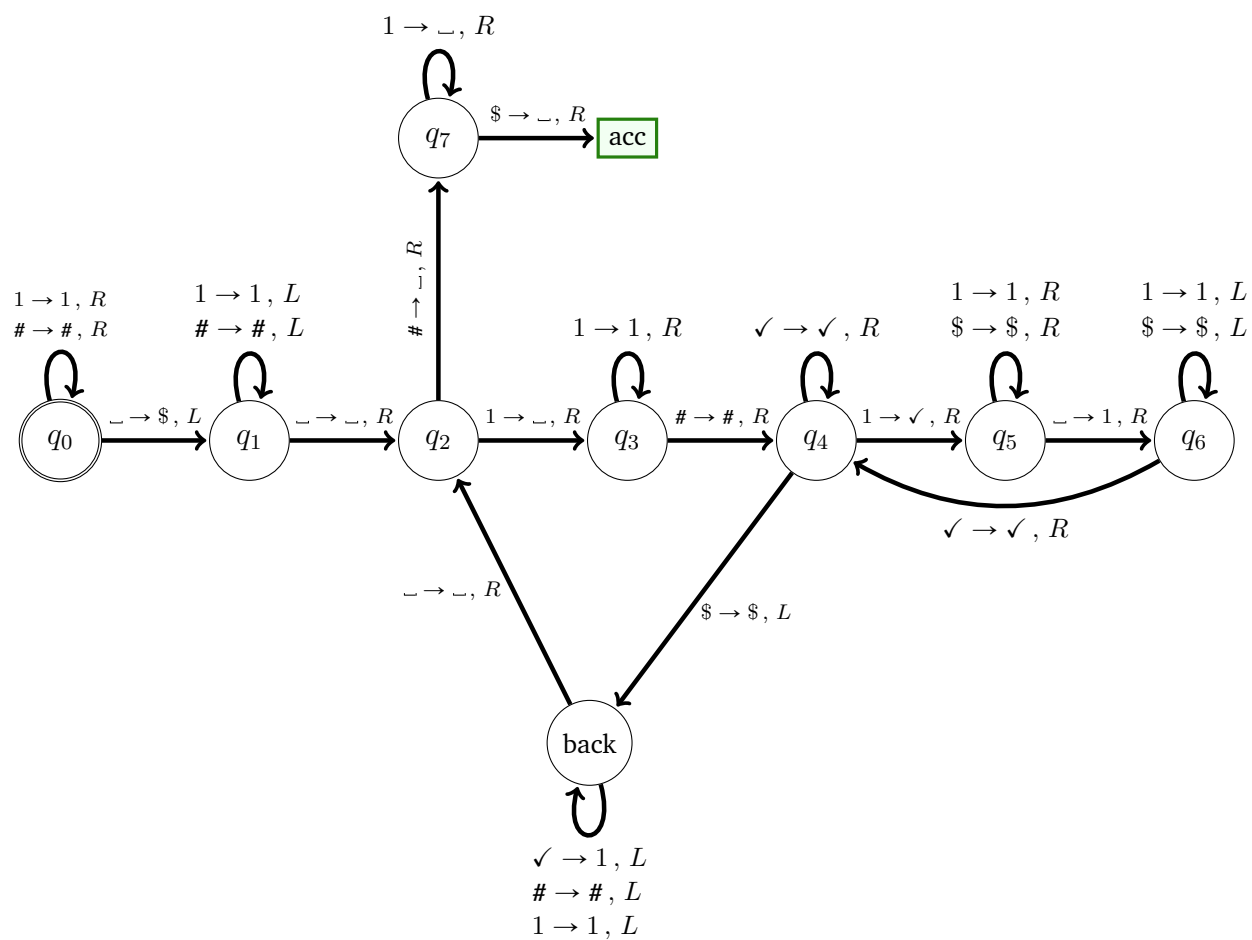 1 → ␣, R
q7
$ → ␣, R
acc
# → ␣, R
1 → 1, R
# → #, R
1 → 1, L
# → #, L
1 → 1, R
✓ → ✓, R
1 → 1, R
$ → $, R
1 → 1, L
$ → $, L
q0
␣ → $, L
q1
␣ → ␣, R
q2
1 → ␣, R
q3
# → #, R
q4
1 → ✓, R
q5
␣ → 1, R
q6
✓ → ✓, R
␣ → ␣, R
$ → $, L
back
✓ → 1, L
# → #, L
1 → 1, L